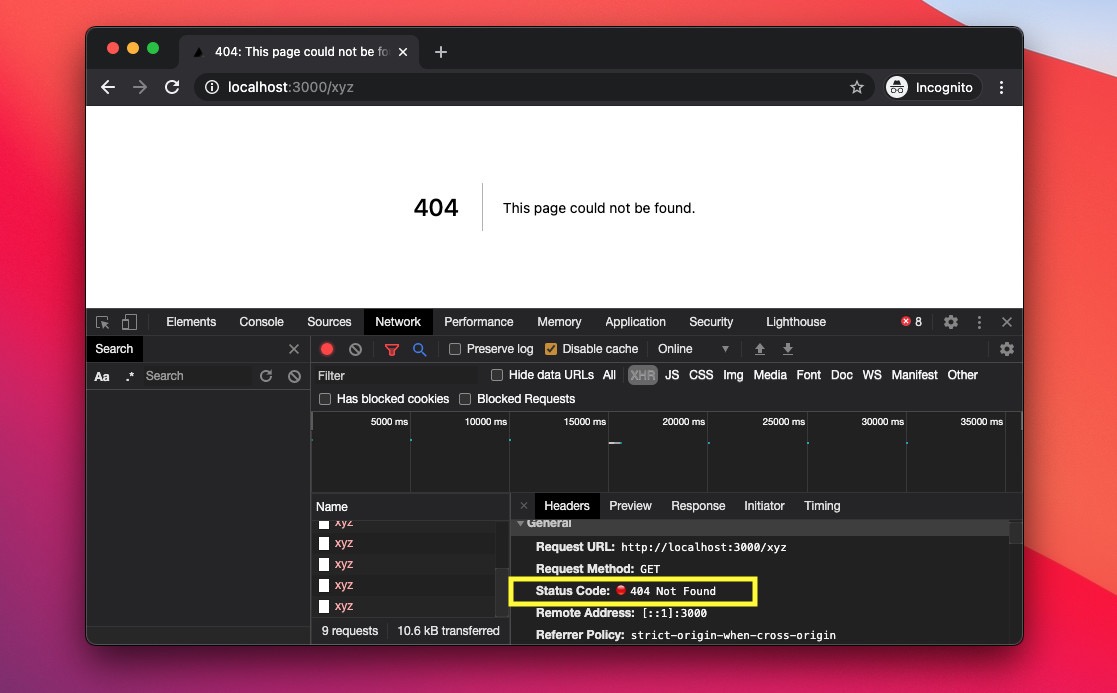 404: This page could not be fo
localhost:3000/xyz
Incognito
404
This page could not be found.
Elements Console Sources Network Performance Memory Application Security Lighthouse 8
Search
Preserve log Disable cache Online
Aa .* Search
Filter Hide data URLs All XHR JS CSS Img Media Font Doc WS Manifest Other
Has blocked cookies Blocked Requests
5000 ms 10000 ms 15000 ms 20000 ms 25000 ms 30000 ms 35000 ms
Name
Headers Preview Response Initiator Timing
xyz
General
xyz
Request URL: http://localhost:3000/xyz
xyz
Request Method: GET
xyz
Status Code: 404 Not Found
xyz
Remote Address: [::1]:3000
9 requests 10.6 kB transferred
Referrer Policy: strict-origin-when-cross-origin